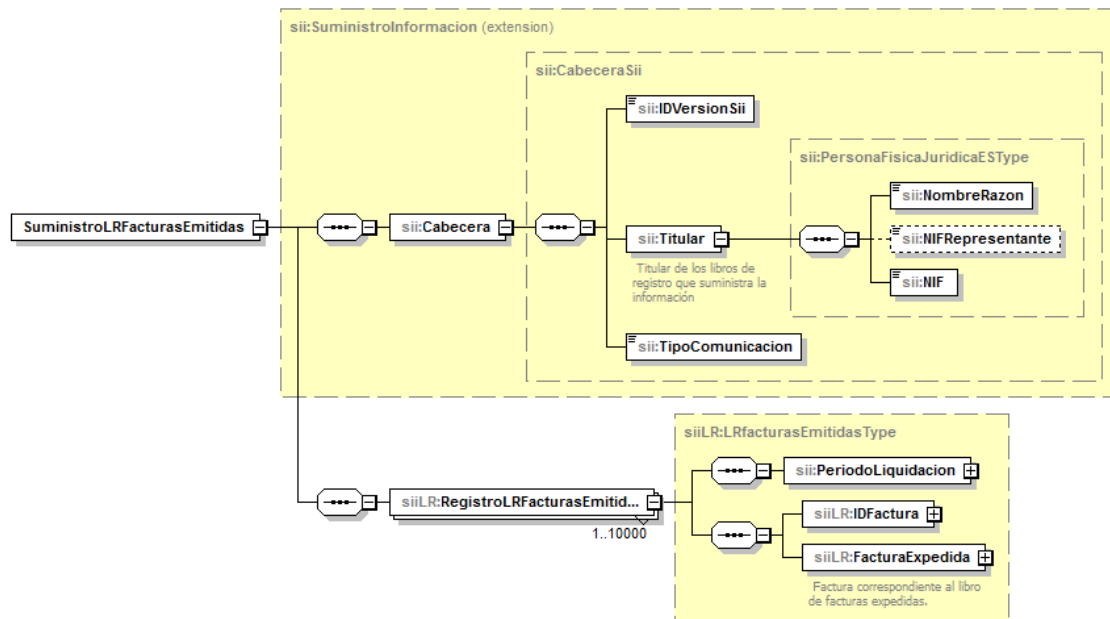 sii:SuministroInformacion (extension)
sii:CabeceraSii
sii:IDVersionSii
sii:PersonaFisicaJuridicaESType
sii:NombreRazon
SuministroLRFacturasEmitidas
sii:Cabecera
sii:Titular
sii:NIFRepresentante
Titular de los libros de
registro que suministra la
información
sii:NIF
sii:TipoComunicacion
siiLR:LRfacturasEmitidasType
sii:PeriodoLiquidacion
siiLR:RegistroLRFacturasEmitid...
1..10000
siiLR:IDFactura
siiLR:FacturaExpedida
Factura correspondiente al libro
de facturas expedidas.